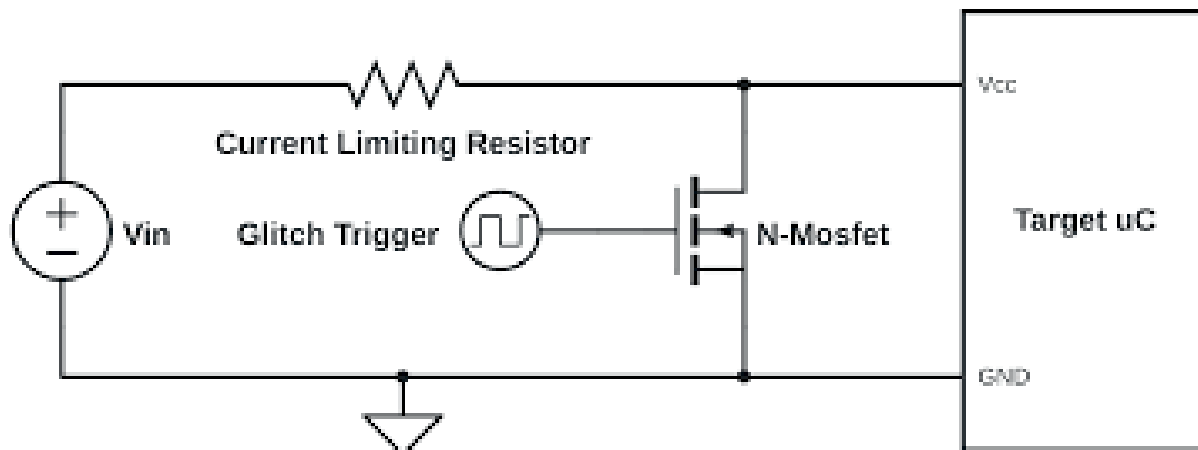 Vcc
Current Limiting Resistor
Vin
Glitch Trigger
N-Mosfet
Target uC
GND